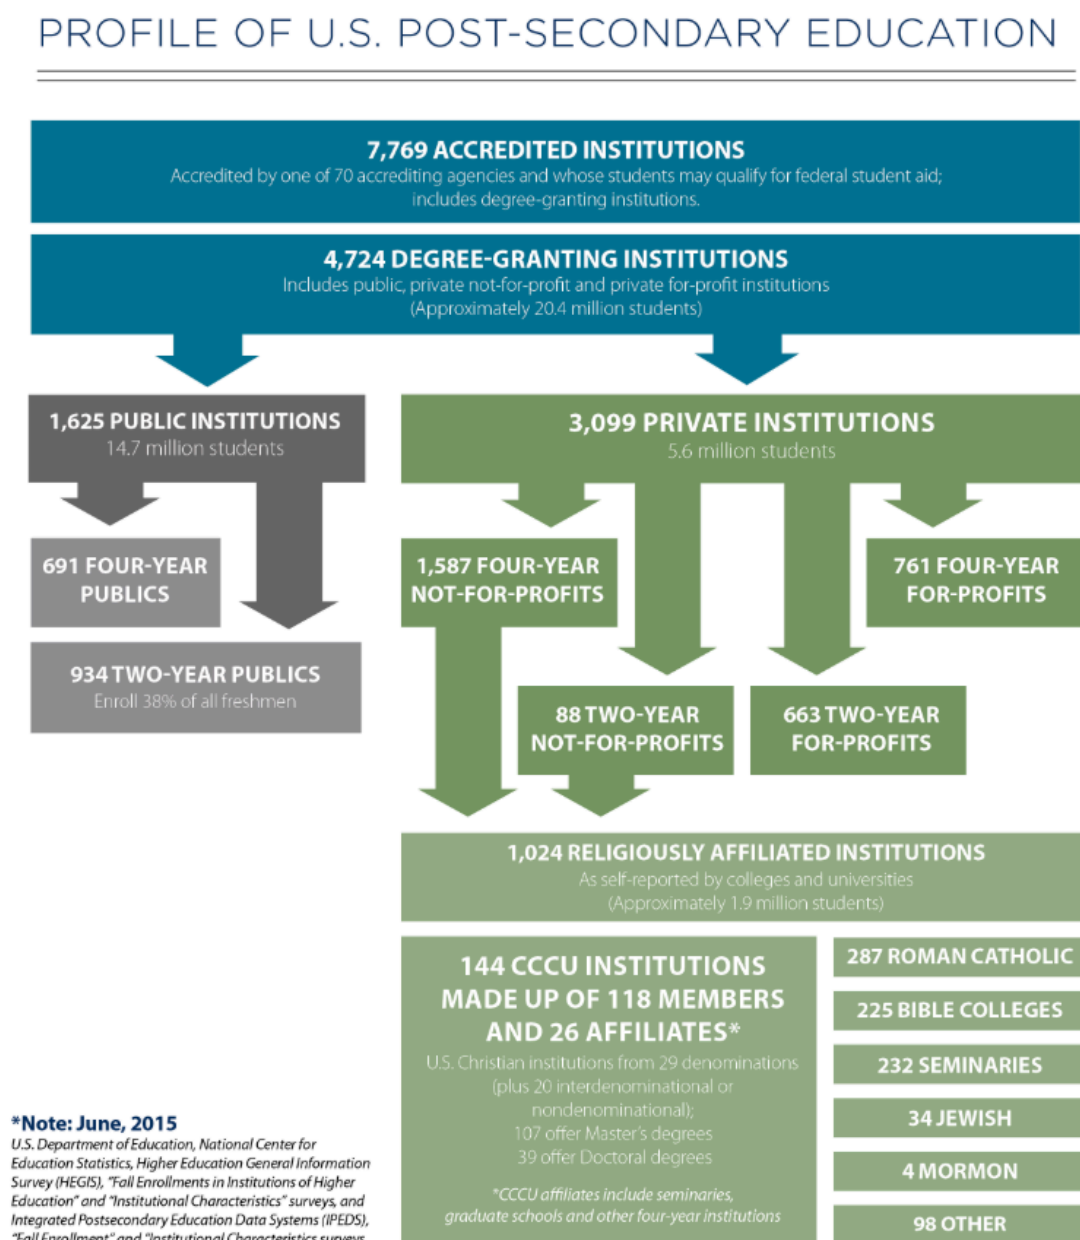 PROFILE OF U.S. POST-SECONDARY EDUCATION
7,769 ACCREDITED INSTITUTIONS
Accredited by one of 70 accrediting agencies and whose students may qualify for federal student aid;
includes degree-granting institutions.
4,724 DEGREE-GRANTING INSTITUTIONS
Includes public, private not-for-profit and private for-profit institutions
(Approximately 20.4 million students)
1,625 PUBLIC INSTITUTIONS
14.7 million students
3,099 PRIVATE INSTITUTIONS
5.6 million students
691 FOUR-YEAR
PUBLICS
1,587 FOUR-YEAR
NOT-FOR-PROFITS
761 FOUR-YEAR
FOR-PROFITS
934 TWO-YEAR PUBLICS
Enroll 38% of all freshmen
88 TWO-YEAR
NOT-FOR-PROFITS
663 TWO-YEAR
FOR-PROFITS
1,024 RELIGIOUSLY AFFILIATED INSTITUTIONS
As self-reported by colleges and universities
(Approximately 1.9 million students)
144 CCCU INSTITUTIONS
MADE UP OF 118 MEMBERS
AND 26 AFFILIATES*
U.S. Christian institutions from 29 denominations
(plus 20 interdenominational or
nondenominational);
107 offer Master's degrees
39 offer Doctoral degrees
*CCCU affiliates include seminaries,
graduate schools and other four-year institutions
287 ROMAN CATHOLIC
225 BIBLE COLLEGES
232 SEMINARIES
34 JEWISH
4 MORMON
98 OTHER
*Note: June, 2015
U.S. Department of Education, National Center for
Education Statistics, Higher Education General Information
Survey (HEGIS), "Fall Enrollments in Institutions of Higher
Education" and "Institutional Characteristics" surveys, and
Integrated Postsecondary Education Data Systems (IPEDS),
"Fall Enrollment" and "Institutional Characteristics surveys